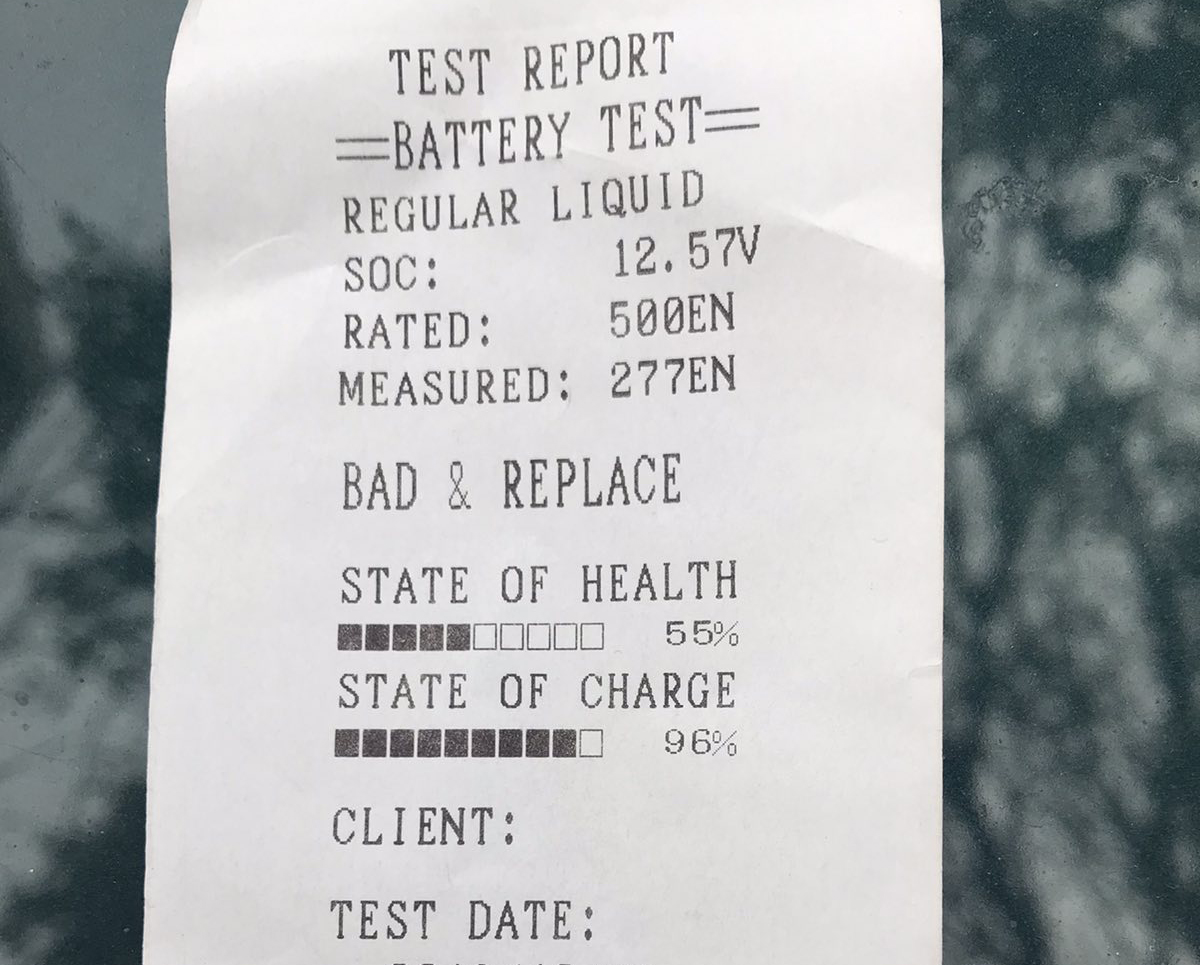 TEST REPORT
==BATTERY TEST==
REGULAR LIQUID
SOC: 12.57V
RATED: 500EN
MEASURED: 277EN
BAD & REPLACE
STATE OF HEALTH
55%
STATE OF CHARGE
96%
CLIENT:
TEST DATE: